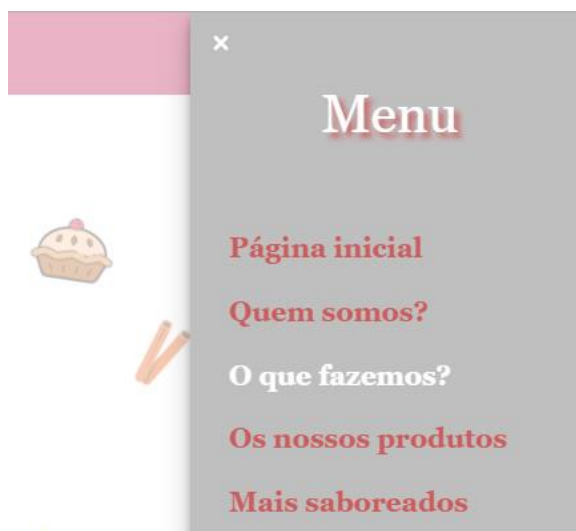 ×
Menu
Página inicial
Quem somos?
O que fazemos?
Os nossos produtos
Mais saboreados